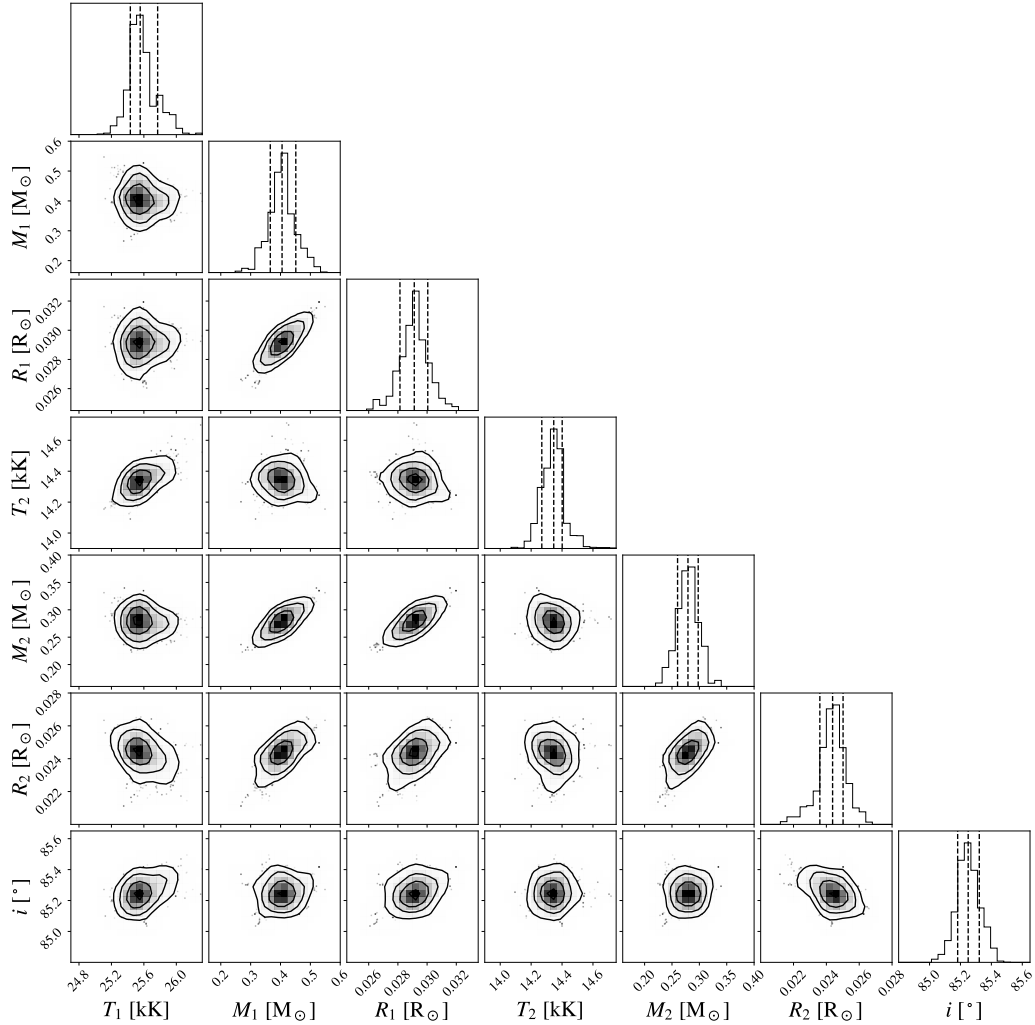 M₁ [M☉]
0.6
0.5
0.4
0.3
0.2
R₁ [R☉]
0.032
0.030
0.028
0.026
T₂ [kK]
14.6
14.4
14.2
14.0
M₂ [M☉]
0.40
0.35
0.30
0.25
0.20
R₂ [R☉]
0.028
0.026
0.024
0.022
i [°]
85.6
85.4
85.2
85.0
24.8 25.2 25.6 26.0
0.2 0.3 0.4 0.5 0.6
0.026 0.028 0.030 0.032
14.0 14.2 14.4 14.6
0.20 0.25 0.30 0.35 0.40
0.022 0.024 0.026 0.028
85.0 85.2 85.4 85.6
T₁ [kK] M₁ [M☉] R₁ [R☉] T₂ [kK] M₂ [M☉] R₂ [R☉] i [°]